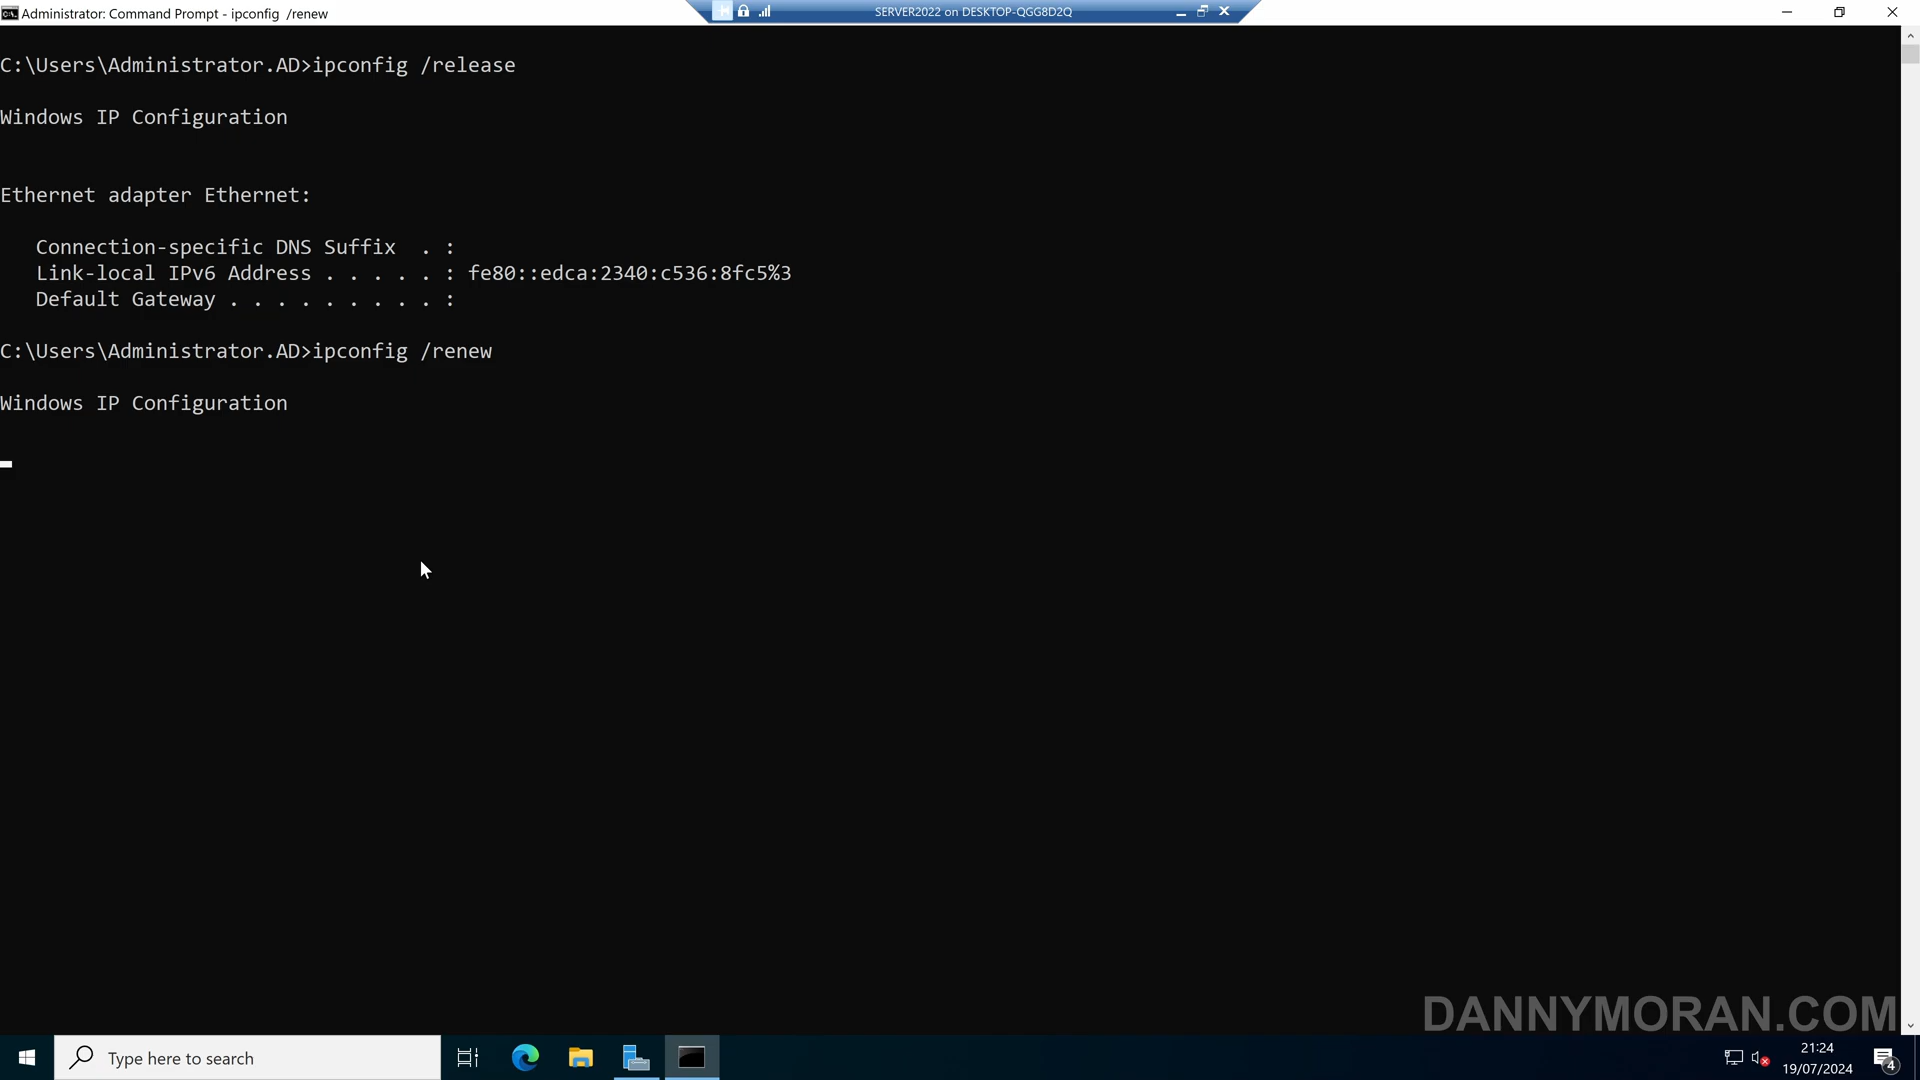 Administrator: Command Prompt - ipconfig  /renew
SERVER2022 on DESKTOP-QGG8D2Q
C:\Users\Administrator.AD>ipconfig /release
Windows IP Configuration
Ethernet adapter Ethernet:
   Connection-specific DNS Suffix  . :
   Link-local IPv6 Address . . . . . : fe80::edca:2340:c536:8fc5%3
   Default Gateway . . . . . . . . . :
C:\Users\Administrator.AD>ipconfig /renew
Windows IP Configuration
DANNYMORAN.COM
Type here to search
21:24
19/07/2024
4